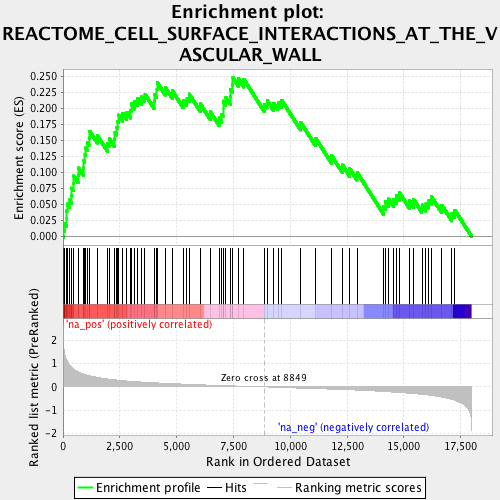 Enrichment plot:
REACTOME_CELL_SURFACE_INTERACTIONS_AT_THE_V
ASCULAR_WALL
Enrichment score (ES)
0.250
0.225
0.200
0.175
0.150
0.125
0.100
0.075
0.050
0.025
0.000
'na_pos' (positively correlated)
Ranked list metric (PreRanked)
2
1
0
-1
-2
Zero cross at 8849
'na_neg' (negatively correlated)
0
2,500
5,000
7,500
10,000
12,500
15,000
17,500
Rank in Ordered Dataset
Enrichment profile
Hits
Ranking metric scores